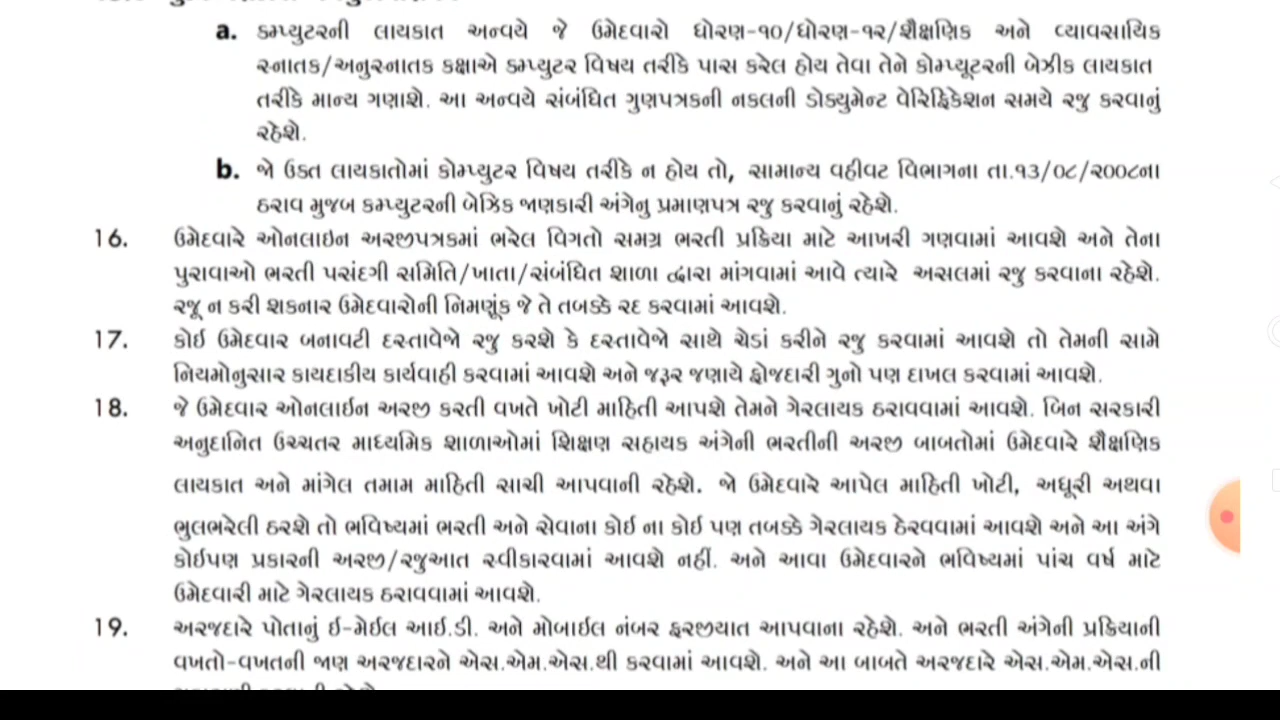 a. કમ્પ્યુટરની લાયકાત અન્વયે જે ઉમેદવારો ધોરણ-૧૦/ધોરણ-૧૨/શૈક્ષણિક અને વ્યાવસાયિક
સ્નાતક/અનુસ્નાતક કક્ષાએ કમ્પ્યુટર વિષય તરીકે પાસ કરેલ હોય તેવા તેને કોમ્પ્યૂટરની બેઝીક લાયકાત
તરીકે માન્ય ગણાશે. આ અન્વયે સંબંધિત ગુણપત્રકની નકલની ડોક્યુમેન્ટ વેરિફિકેશન સમયે રજુ કરવાનું
રહેશે.
b. જો ઉક્ત લાયકાતોમાં કોમ્પ્યુટર વિષય તરીકે ન હોય તો, સામાન્ય વહીવટ વિભાગના તા.૧૩/૦૮/૨૦૦૮ના
ઠરાવ મુજબ કમ્પ્યુટરની બેઝિક જાણકારી અંગેનુ પ્રમાણપત્ર રજુ કરવાનું રહેશે.
16. ઉમેદવારે ઓનલાઇન અરજીપત્રકમાં ભરેલ વિગતો સમગ્ર ભરતી પ્રક્રિયા માટે આખરી ગણવામાં આવશે અને તેના
પુરાવાઓ ભરતી પસંદગી સમિતિ/ખાતા/સંબંધિત શાળા દ્વારા માંગવામાં આવે ત્યારે અસલમાં રજુ કરવાના રહેશે.
રજૂ ન કરી શકનાર ઉમેદવારોની નિમણૂંક જે તે તબક્કે રદ કરવામાં આવશે.
17. કોઇ ઉમેદવાર બનાવટી દસ્તાવેજો રજુ કરશે કે દસ્તાવેજો સાથે ચેડાં કરીને રજુ કરવામાં આવશે તો તેમની સામે
નિયમોનુસાર કાયદાકીય કાર્યવાહી કરવામાં આવશે અને જરૂર જણાયે ફોજદારી ગુનો પણ દાખલ કરવામાં આવશે.
18. જે ઉમેદવાર ઓનલાઇન અરજી કરતી વખતે ખોટી માહિતી આપશે તેમને ગેરલાયક ઠરાવવામાં આવશે. બિન સરકારી
અનુદાનિત ઉચ્ચતર માધ્યમિક શાળાઓમાં શિક્ષણ સહાયક અંગેની ભરતીની અરજી બાબતોમાં ઉમેદવારે શૈક્ષણિક
લાયકાત અને માંગેલ તમામ માહિતી સાચી આપવાની રહેશે. જો ઉમેદવારે આપેલ માહિતી ખોટી, અધૂરી અથવા
ભુલભરેલી ઠરશે તો ભવિષ્યમાં ભરતી અને સેવાના કોઇ ના કોઇ પણ તબક્કે ગેરલાયક ઠેરવવામાં આવશે અને આ અંગે
કોઈપણ પ્રકારની અરજી/રજુઆત સ્વીકારવામાં આવશે નહીં. અને આવા ઉમેદવારને ભવિષ્યમાં પાંચ વર્ષ માટે
ઉમેદવારી માટે ગેરલાયક ઠરાવવામાં આવશે.
19. અરજદારે પોતાનું ઇ-મેઇલ આઈ.ડી. અને મોબાઈલ નંબર ફરજીયાત આપવાના રહેશે. અને ભરતી અંગેની પ્રક્રિયાની
વખતો-વખતની જાણ અરજદારને એસ.એમ.એસ.થી કરવામાં આવશે. અને આ બાબતે અરજદારે એસ.એમ.એસ.ની